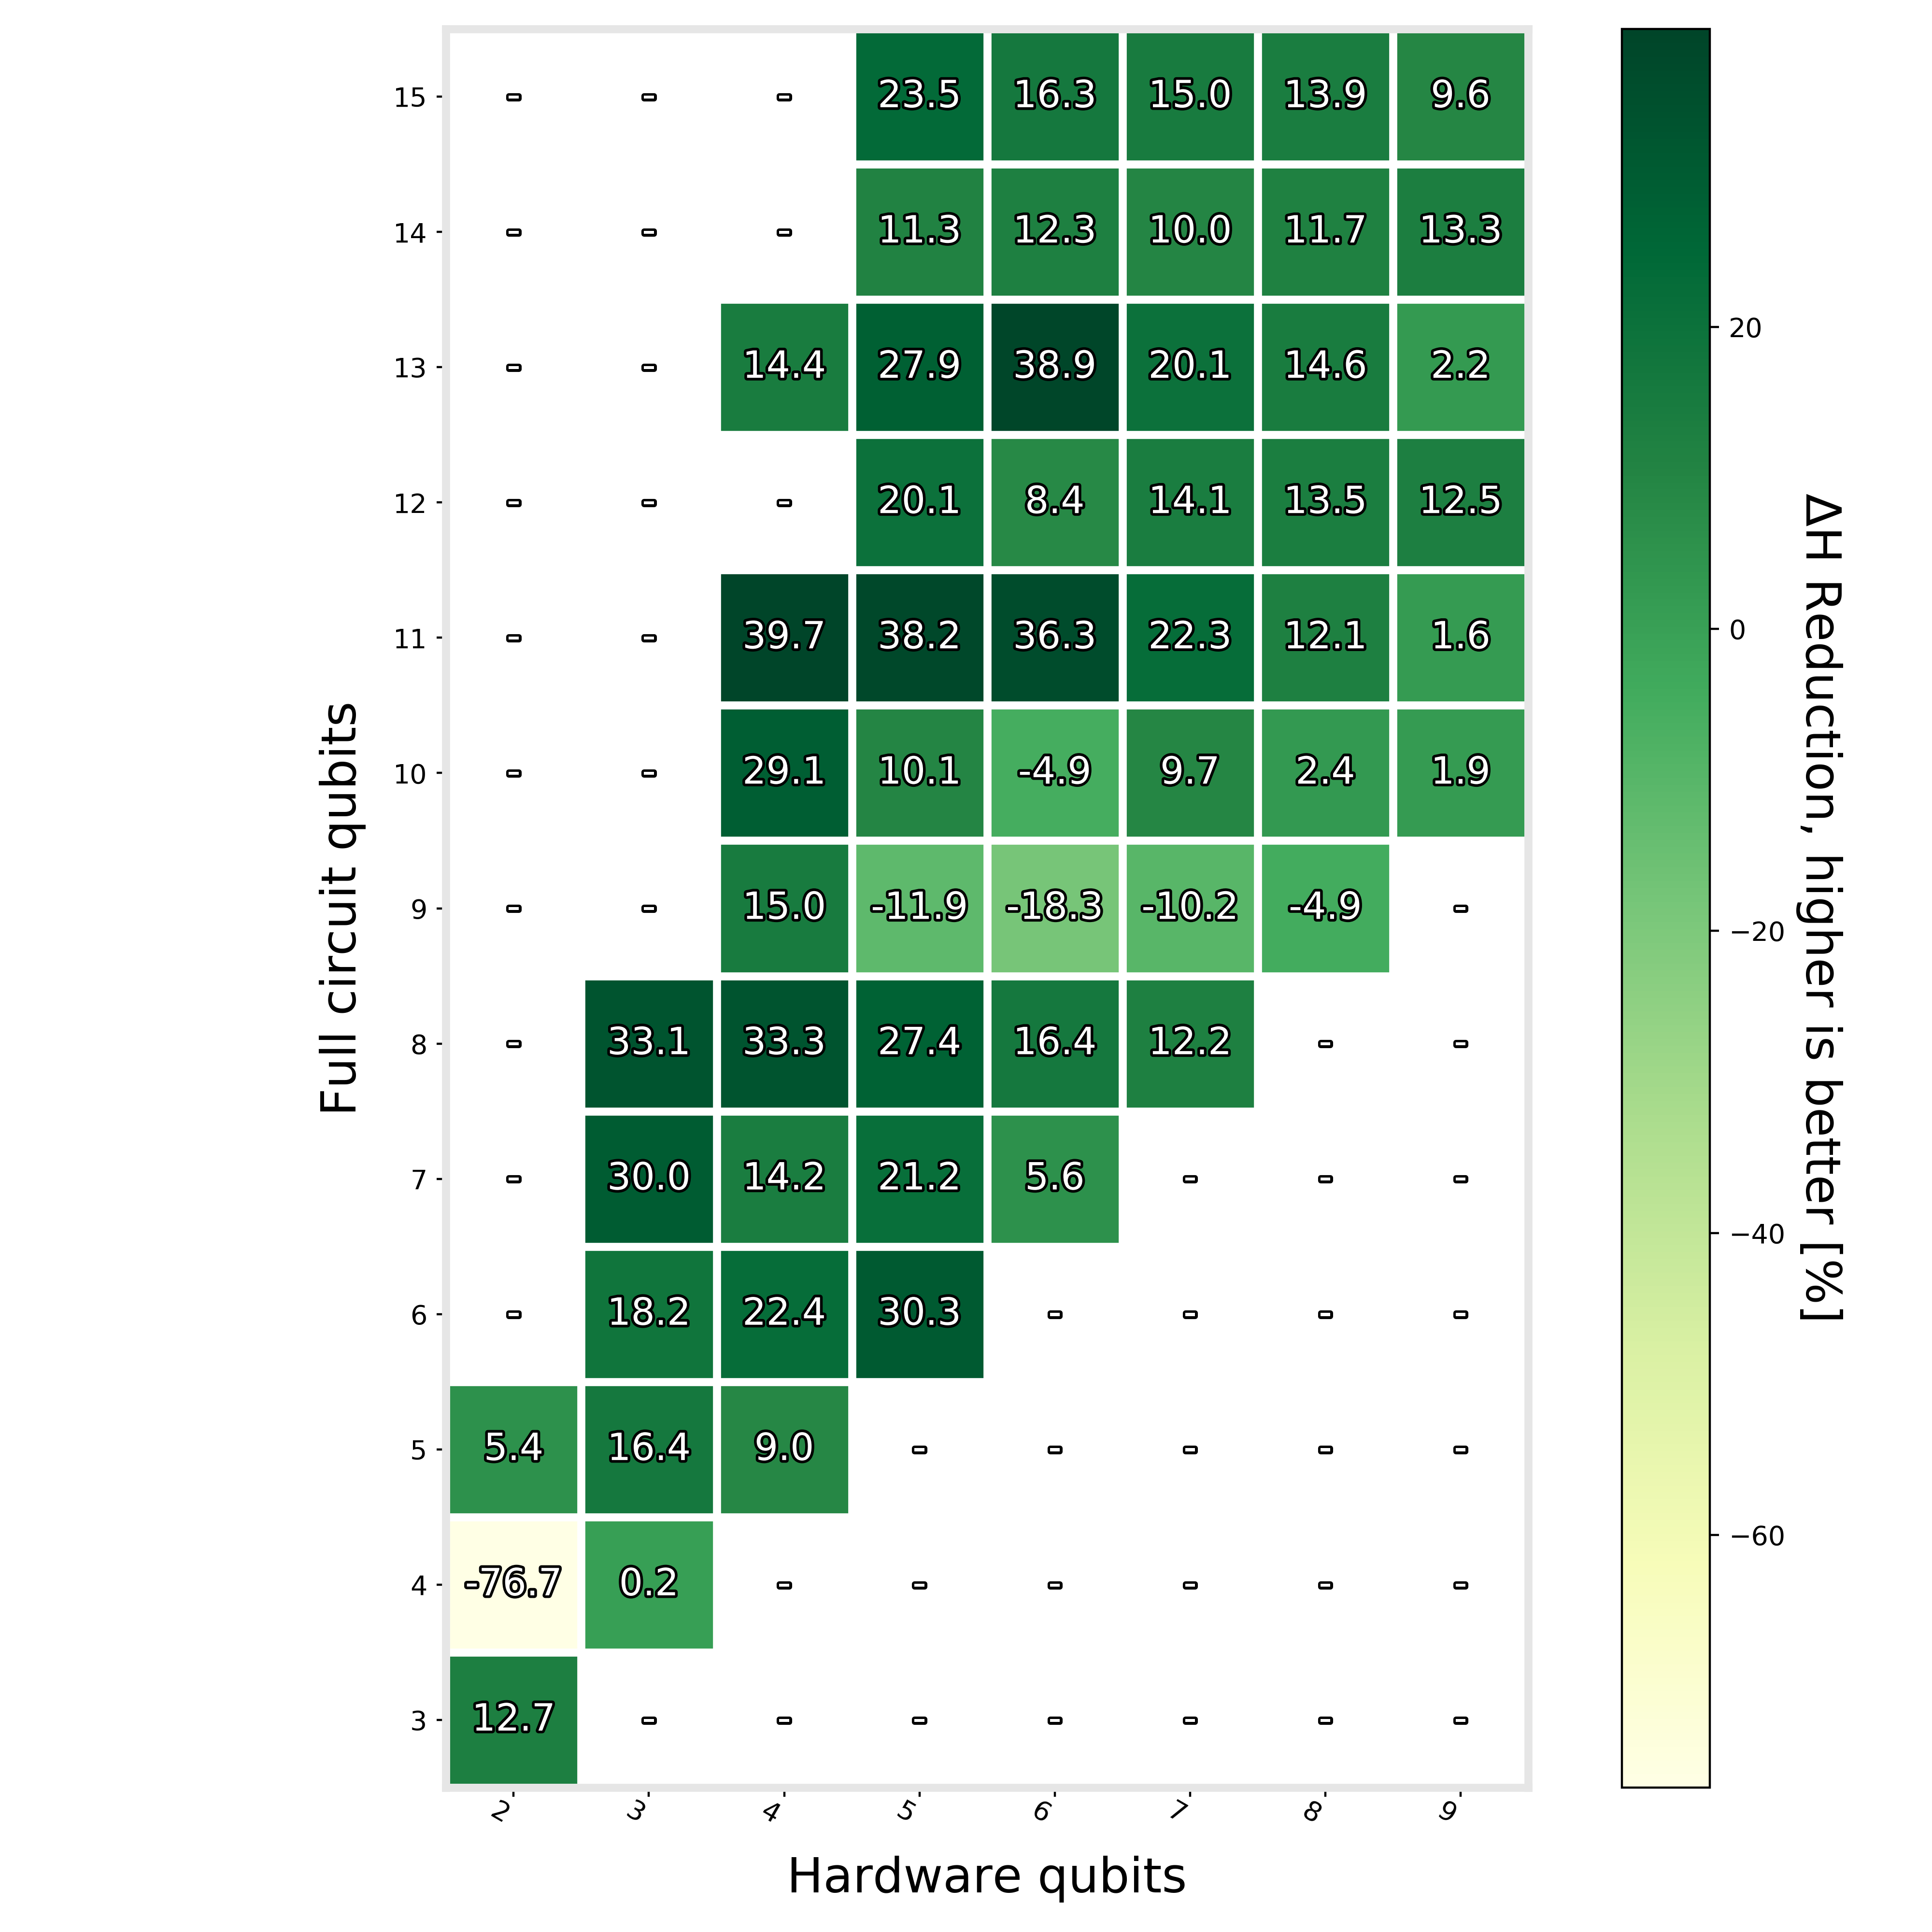 15 - - - 23.5 16.3 15.0 13.9 9.6
14 - - - 11.3 12.3 10.0 11.7 13.3
13 - - 14.4 27.9 38.9 20.1 14.6 2.2
12 - - - 20.1 8.4 14.1 13.5 12.5
11 - - 39.7 38.2 36.3 22.3 12.1 1.6
10 - - 29.1 10.1 -4.9 9.7 2.4 1.9
9 - - 15.0 -11.9 -18.3 -10.2 -4.9 -
8 - 33.1 33.3 27.4 16.4 12.2 - -
7 - 30.0 14.2 21.2 5.6 - - -
6 - 18.2 22.4 30.3 - - - -
5 5.4 16.4 9.0 - - - - -
4 -76.7 0.2 - - - - - -
3 12.7 - - - - - - -
2 3 4 5 6 7 8 9
Hardware qubits
Full circuit qubits
20
0
−20
−40
−60
ΔH Reduction, higher is better [%]